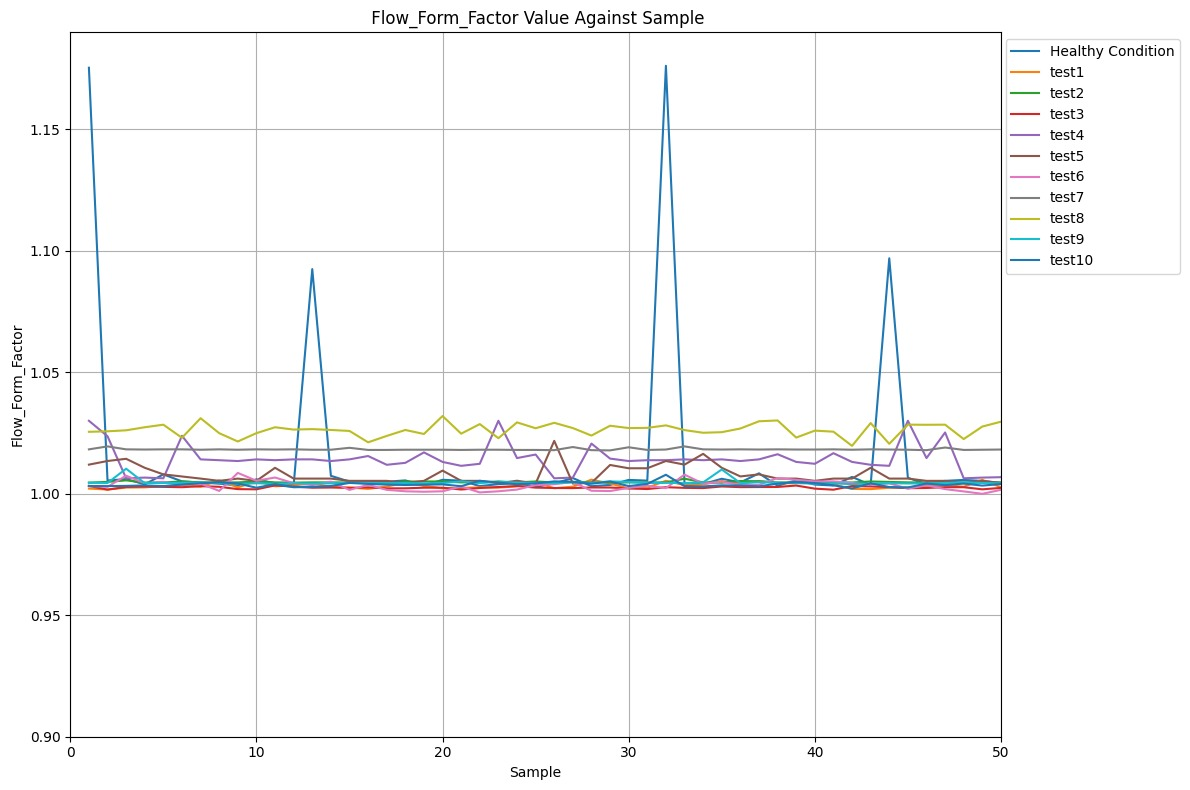 Flow_Form_Factor Value Against Sample
Healthy Condition
test1
test2
test3
test4
test5
test6
test7
test8
test9
test10
Flow_Form_Factor
1.15
1.10
1.05
1.00
0.95
0.90
0 10 20 30 40 50
Sample